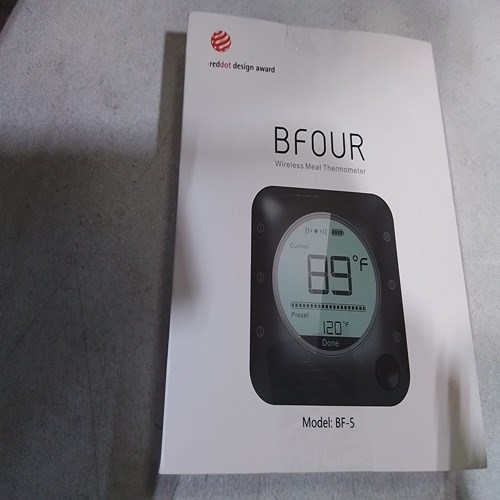 reddot design award
BFOUR
Wireless Meat Thermometer
Current
89°F
Preset
120°F
Done
Model: BF-5